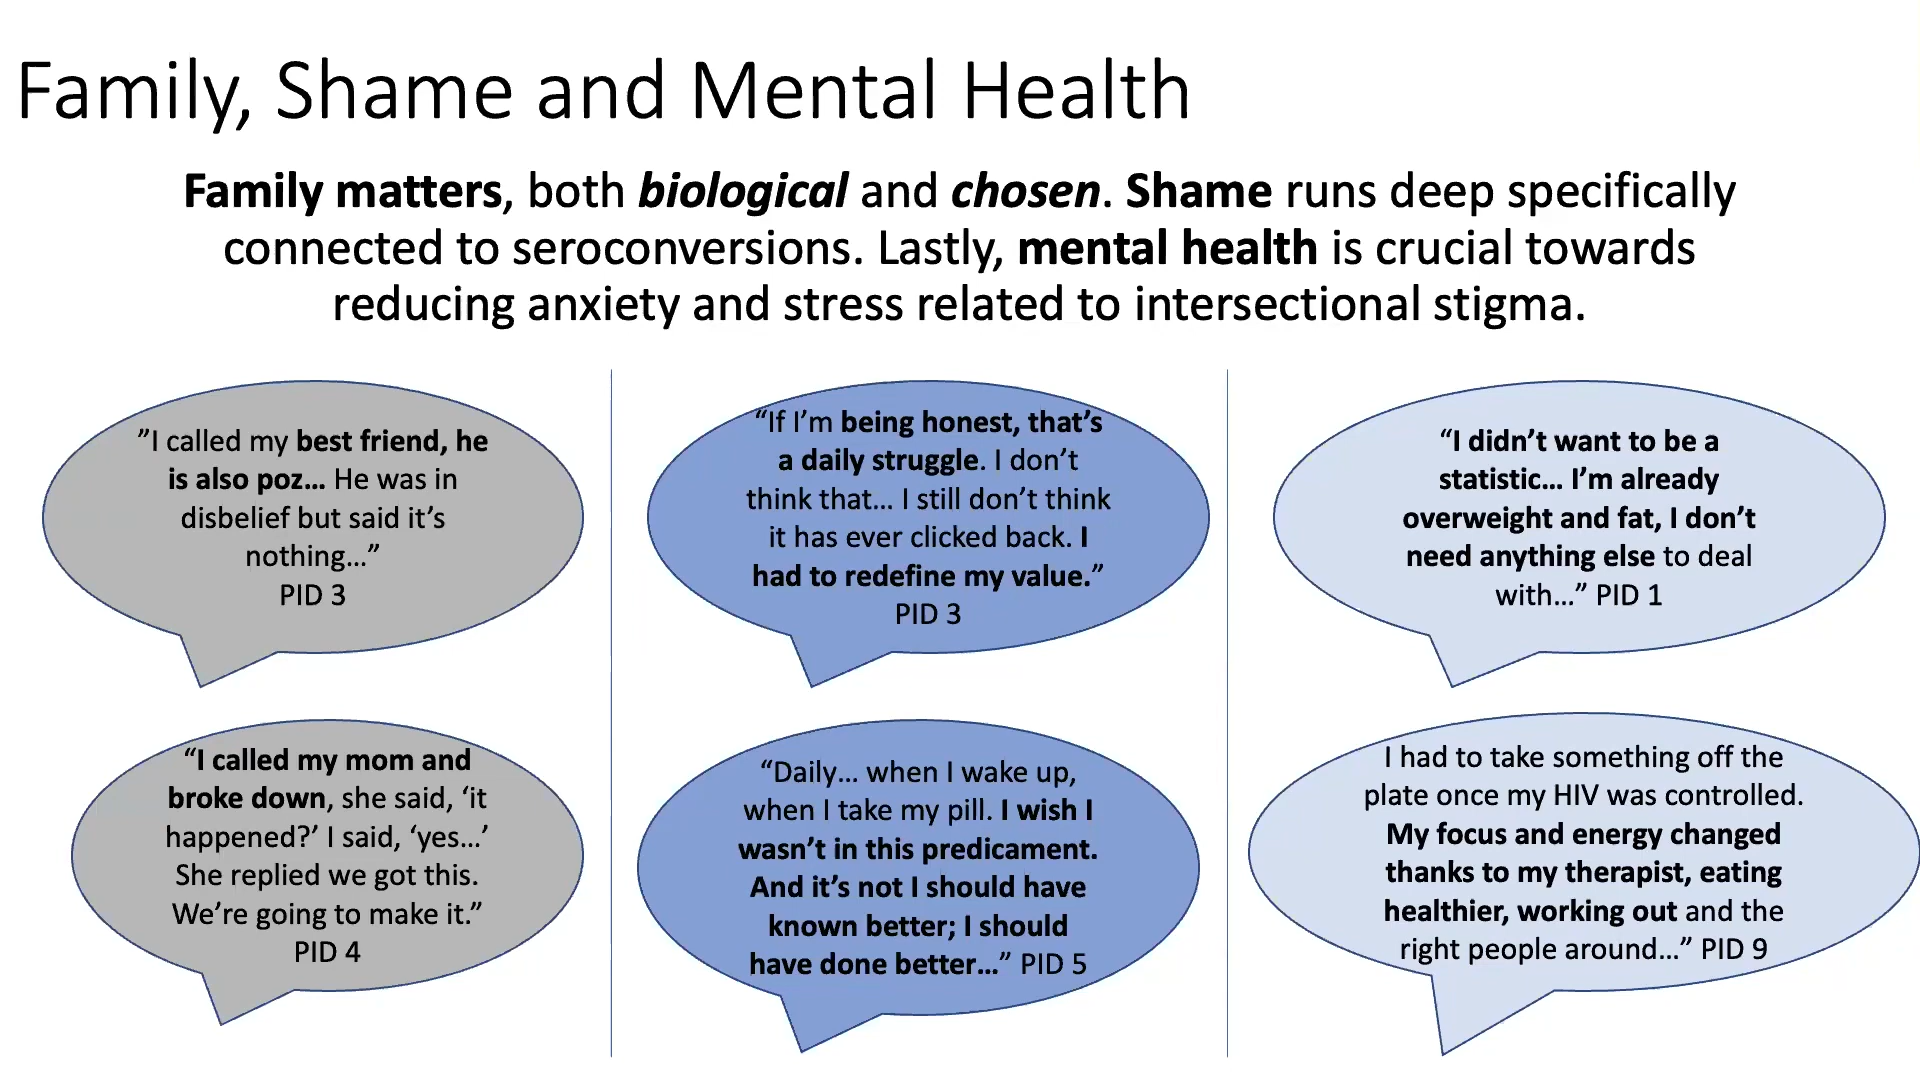 Family, Shame and Mental Health
Family matters, both biological and chosen. Shame runs deep specifically
connected to seroconversions. Lastly, mental health is crucial towards
reducing anxiety and stress related to intersectional stigma.
”I called my best friend, he
is also poz… He was in
disbelief but said it’s
nothing…”
PID 3
“I called my mom and
broke down, she said, ‘it
happened?’ I said, ‘yes…’
She replied we got this.
We’re going to make it.”
PID 4
“If I’m being honest, that’s
a daily struggle. I don’t
think that… I still don’t think
it has ever clicked back. I
had to redefine my value.”
PID 3
“Daily… when I wake up,
when I take my pill. I wish I
wasn’t in this predicament.
And it’s not I should have
known better; I should
have done better…” PID 5
“I didn’t want to be a
statistic… I’m already
overweight and fat, I don’t
need anything else to deal
with…” PID 1
I had to take something off the
plate once my HIV was controlled.
My focus and energy changed
thanks to my therapist, eating
healthier, working out and the
right people around…” PID 9